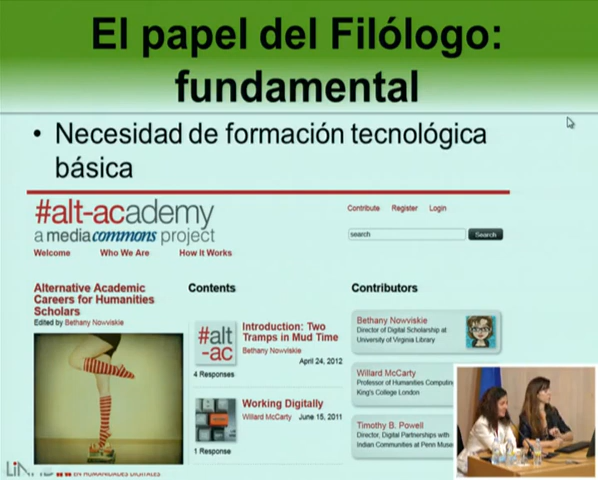 El papel del Filólogo:
fundamental
• Necesidad de formación tecnológica
básica
#alt-academy
a mediacommons project
Contribute Register Login
search Search
Welcome Who We Are How It Works
Alternative Academic
Careers for Humanities
Scholars
Edited by Bethany Nowviskie
Contents
#alt
-ac
Introduction: Two
Tramps in Mud Time
Bethany Nowviskie
April 24, 2012
4 Responses
Working Digitally
Willard McCarty June 15, 2011
1 Response
Contributors
Bethany Nowviskie
Director of Digital Scholarship at
University of Virginia Library
Willard McCarty
Professor of Humanities Computin
King's College London
Timothy B. Powell
Director, Digital Partnerships with
Indian Communities at Penn Muse
EN HUMANIDADES DIGITALES